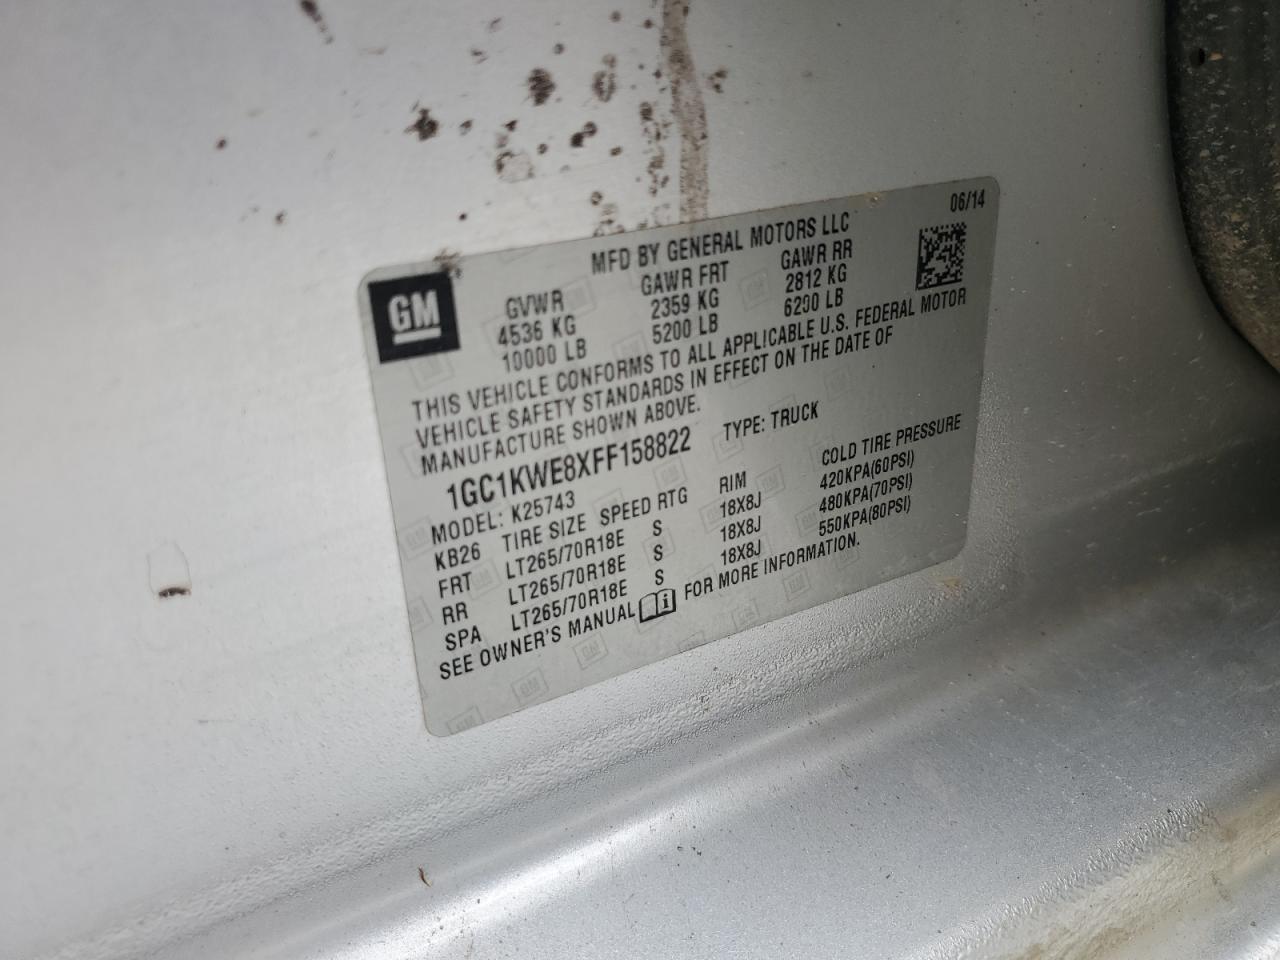 06/14
MFD BY GENERAL MOTORS LLC
GM
GVWR GAWR FRT GAWR RR
4536 KG 2359 KG 2812 KG
10000 LB 5200 LB 6200 LB
THIS VEHICLE CONFORMS TO ALL APPLICABLE U.S. FEDERAL MOTOR
VEHICLE SAFETY STANDARDS IN EFFECT ON THE DATE OF
MANUFACTURE SHOWN ABOVE.
1GC1KWE8XFF158822 TYPE: TRUCK
MODEL: K25743
KB26 TIRE SIZE SPEED RTG RIM COLD TIRE PRESSURE
FRT LT265/70R18E S 18X8J 420KPA(60PSI)
RR LT265/70R18E S 18X8J 480KPA(70PSI)
SPA LT265/70R18E S 18X8J 550KPA(80PSI)
SEE OWNER'S MANUAL FOR MORE INFORMATION.